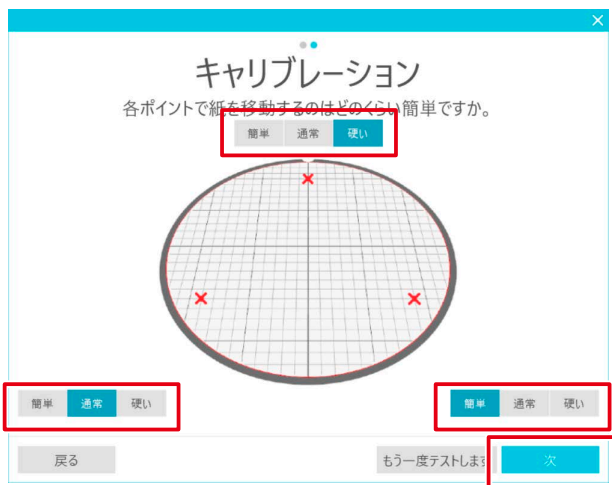 キャリブレーション
各ポイントで紙を移動するのはどのくらい簡単ですか。
簡単 通常 硬い
簡単 通常 硬い
簡単 通常 硬い
戻る
もう一度テストします
次